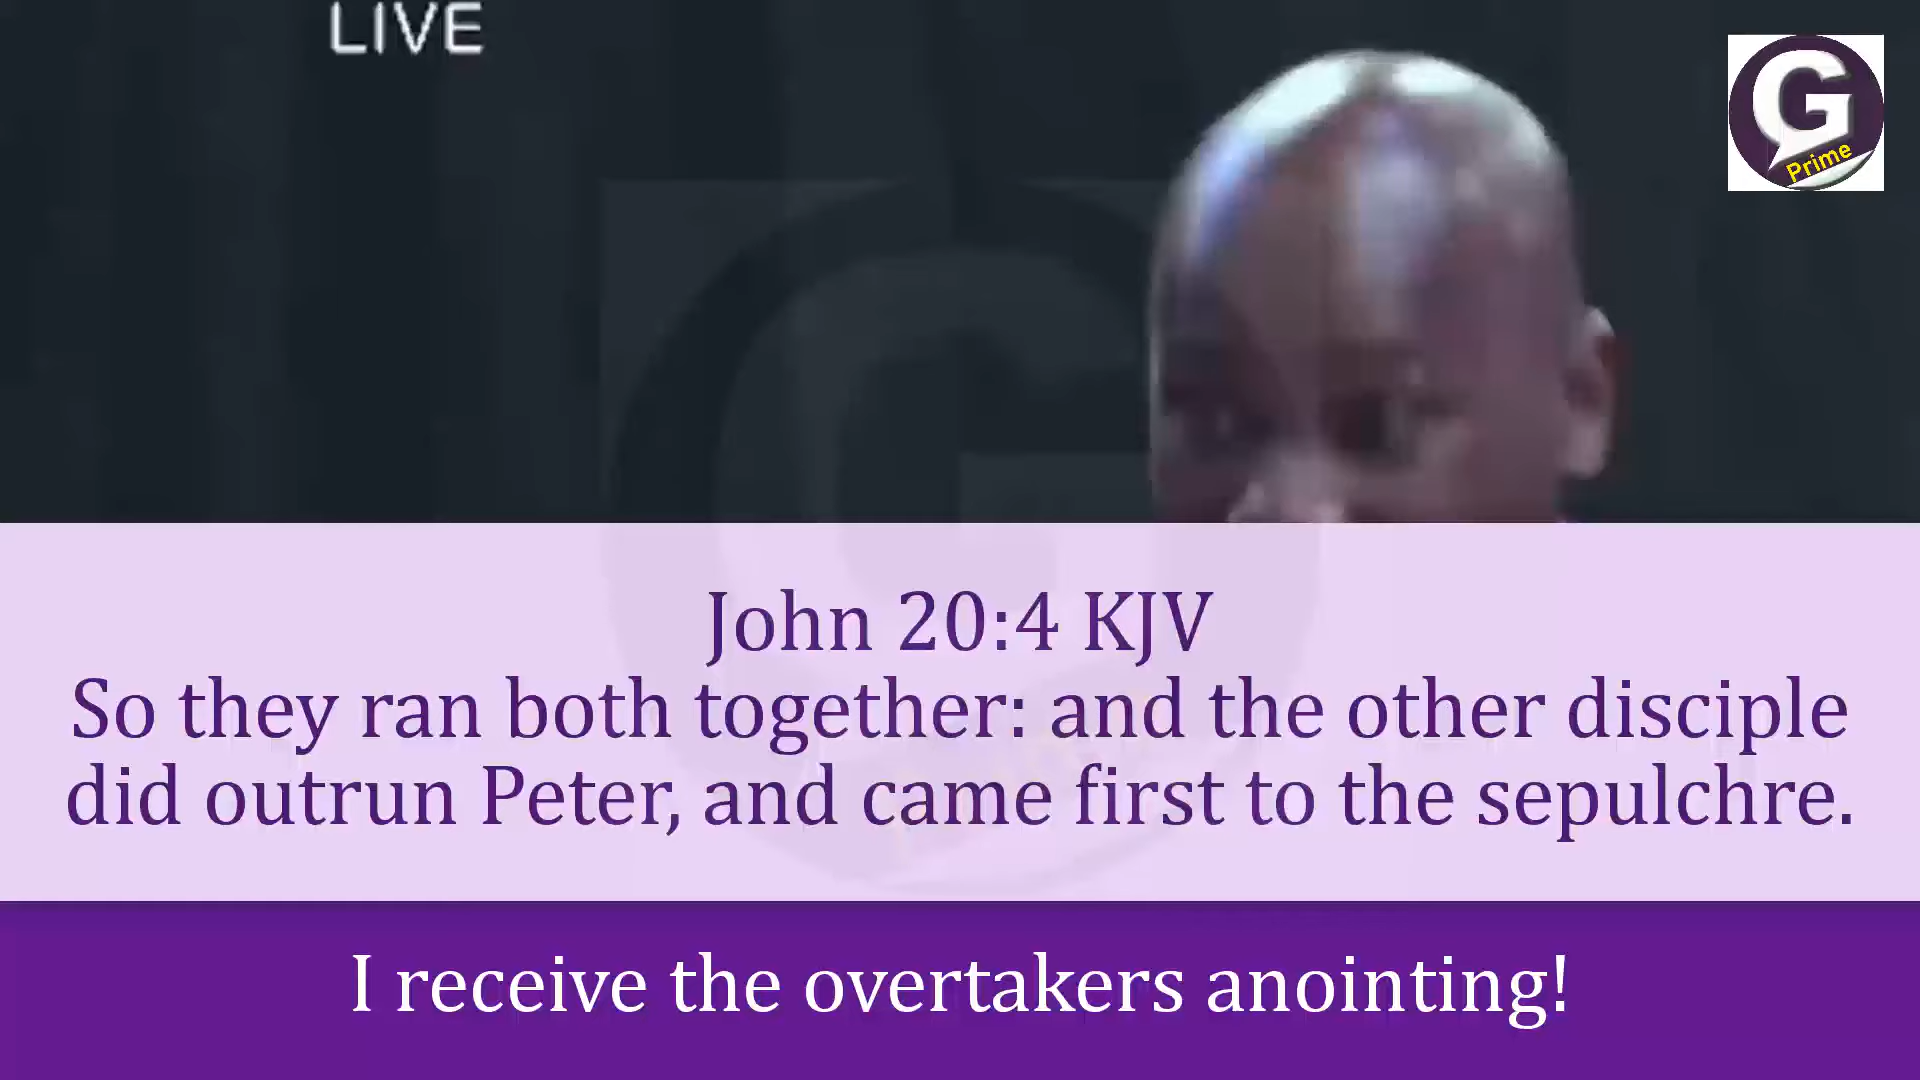 LIVE
G
Prime
John 20:4 KJV
So they ran both together: and the other disciple
did outrun Peter, and came first to the sepulchre.
I receive the overtakers anointing!